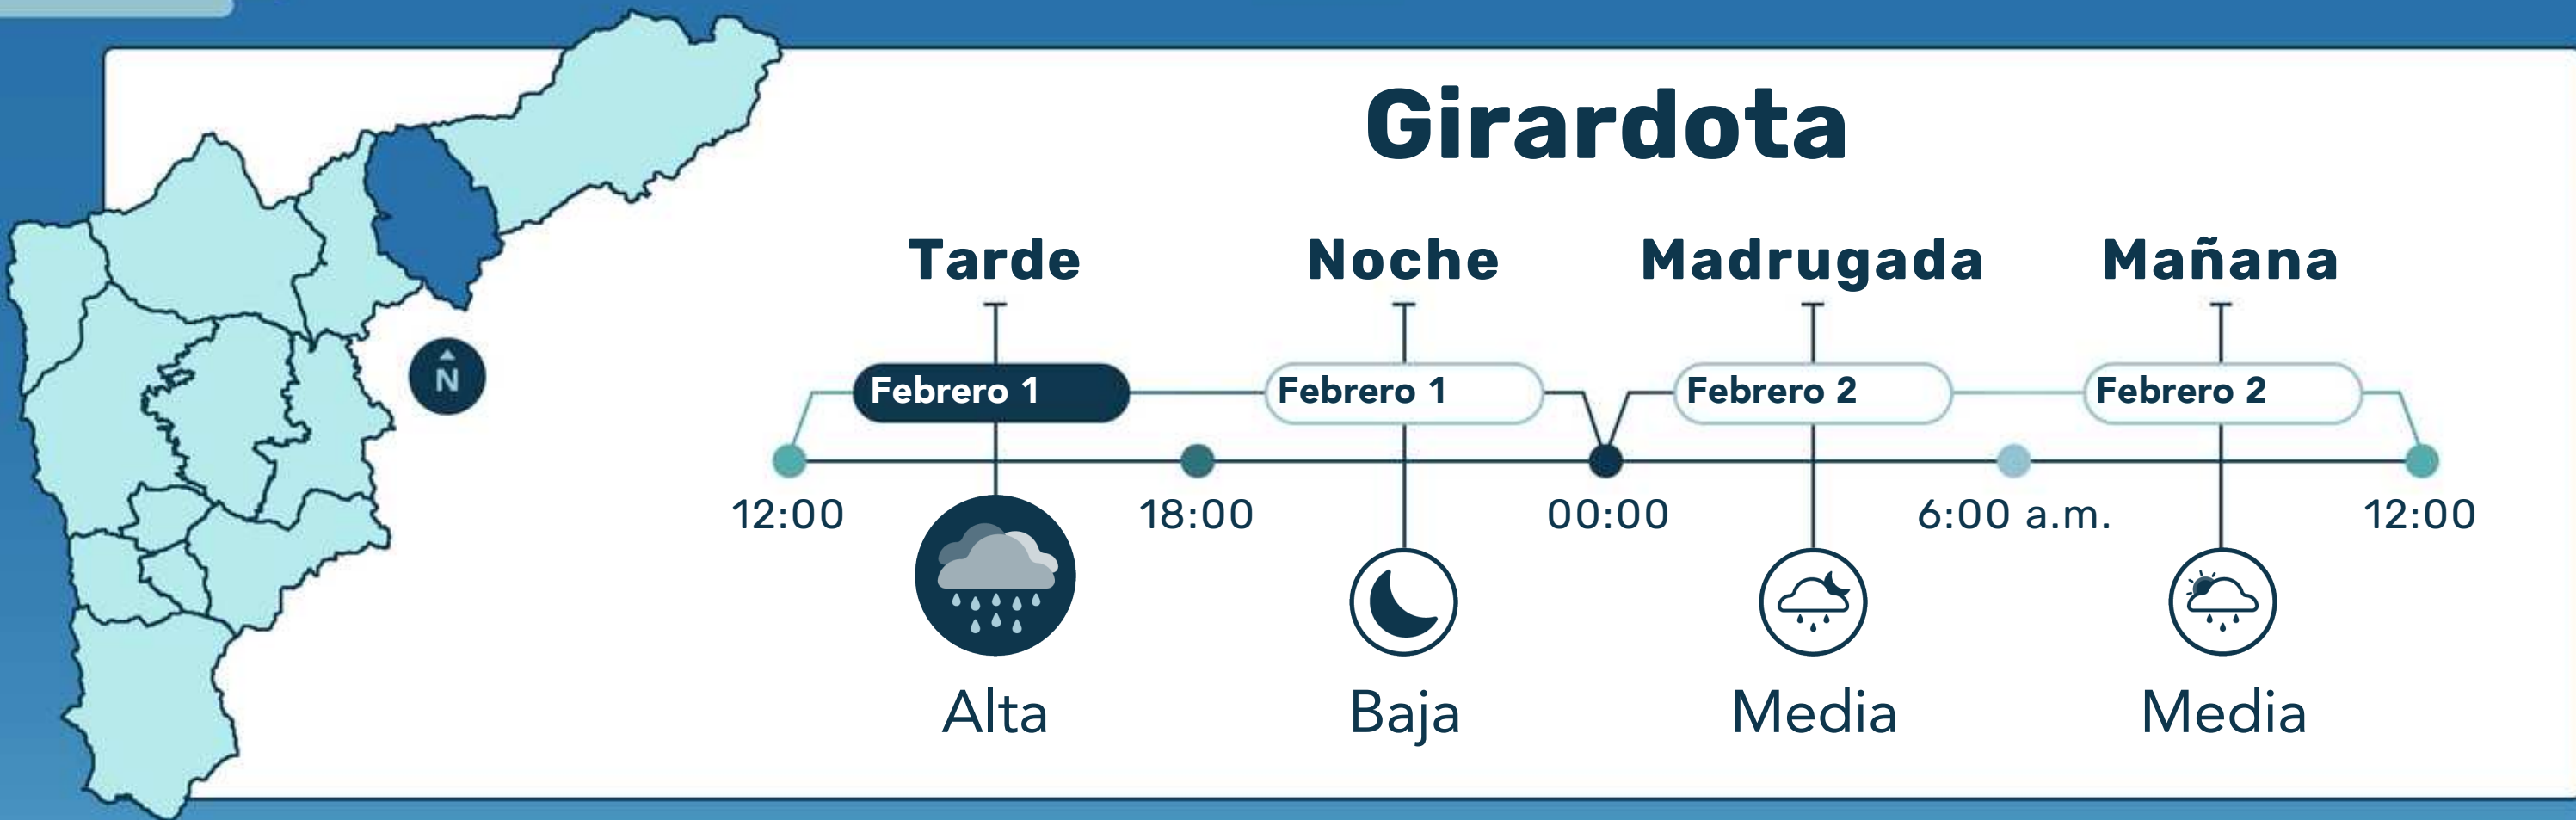 Girardota
Tarde Noche Madrugada Mañana
Febrero 1 Febrero 1 Febrero 2 Febrero 2
12:00 18:00 00:00 6:00 a.m. 12:00
N
Alta Baja Media Media